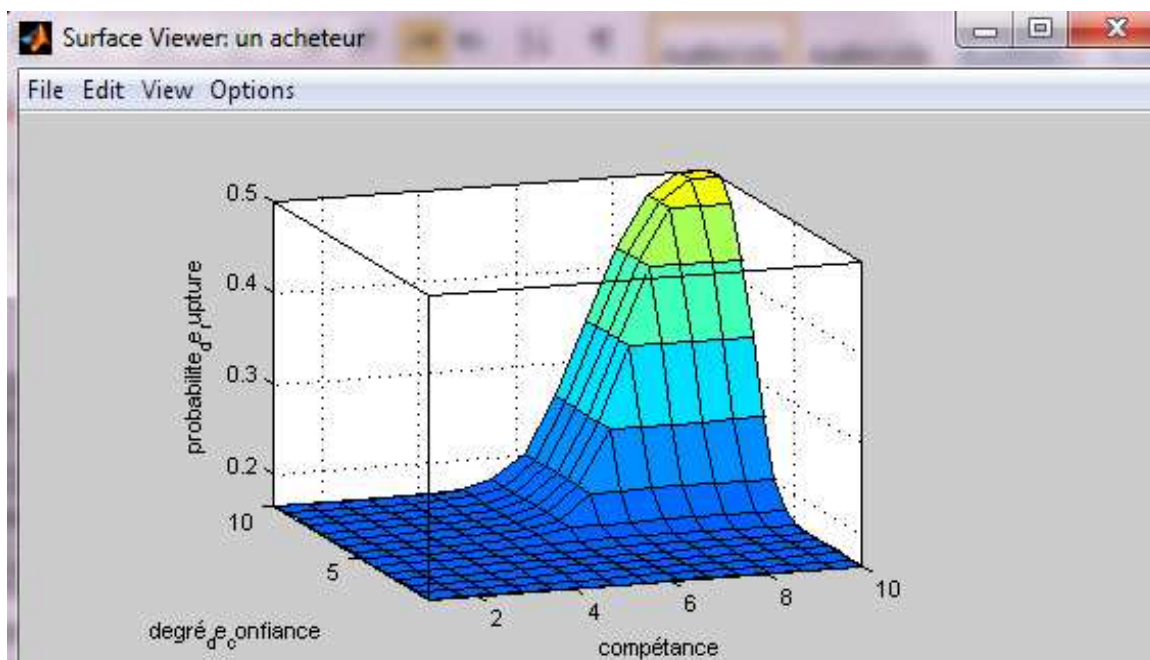 Surface Viewer: un acheteur
File Edit View Options
0.5
0.4
0.3
0.2
probabilite_de_rupture
10
5
degré_de_confiance
2
4
6
8
10
compétance